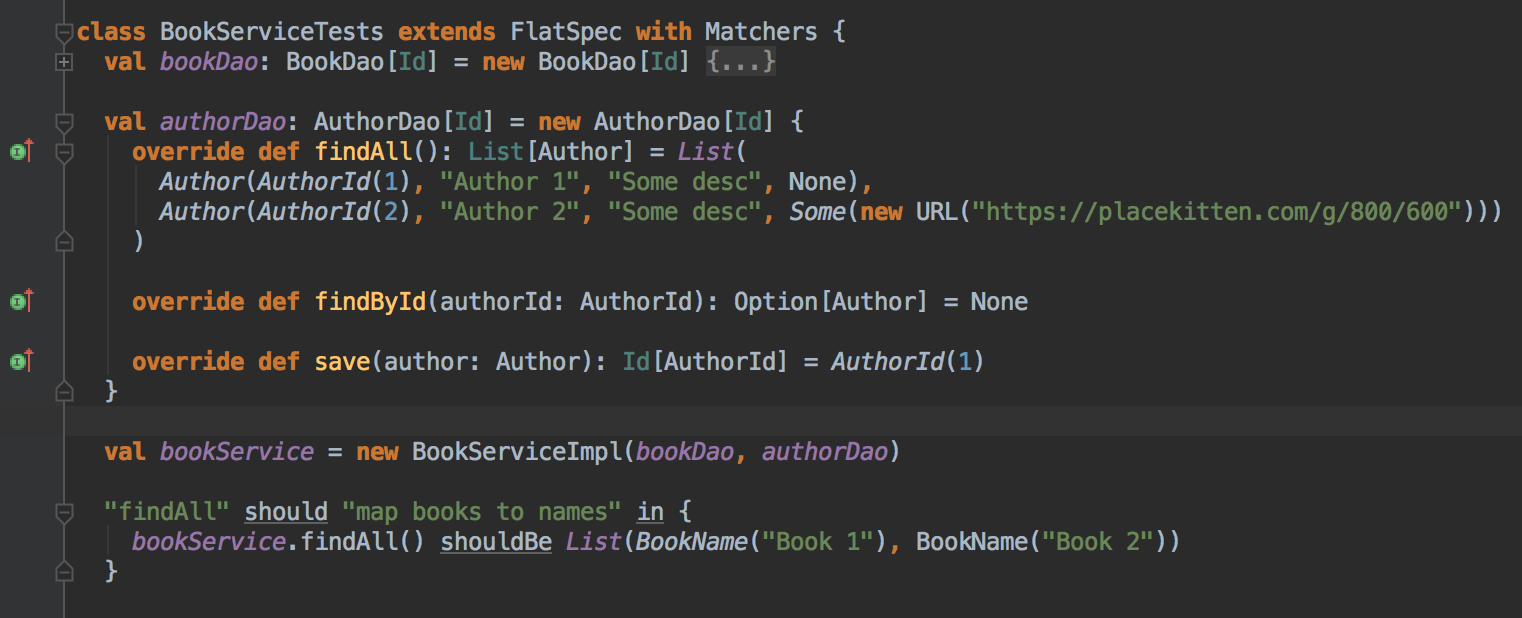 class BookServiceTests extends FlatSpec with Matchers {
  val bookDao: BookDao[Id] = new BookDao[Id] {...}

  val authorDao: AuthorDao[Id] = new AuthorDao[Id] {
    override def findAll(): List[Author] = List(
      Author(AuthorId(1), "Author 1", "Some desc", None),
      Author(AuthorId(2), "Author 2", "Some desc", Some(new URL("https://placekitten.com/g/800/600")))
    )

    override def findById(authorId: AuthorId): Option[Author] = None

    override def save(author: Author): Id[AuthorId] = AuthorId(1)
  }

  val bookService = new BookServiceImpl(bookDao, authorDao)

  "findAll" should "map books to names" in {
    bookService.findAll() shouldBe List(BookName("Book 1"), BookName("Book 2"))
  }